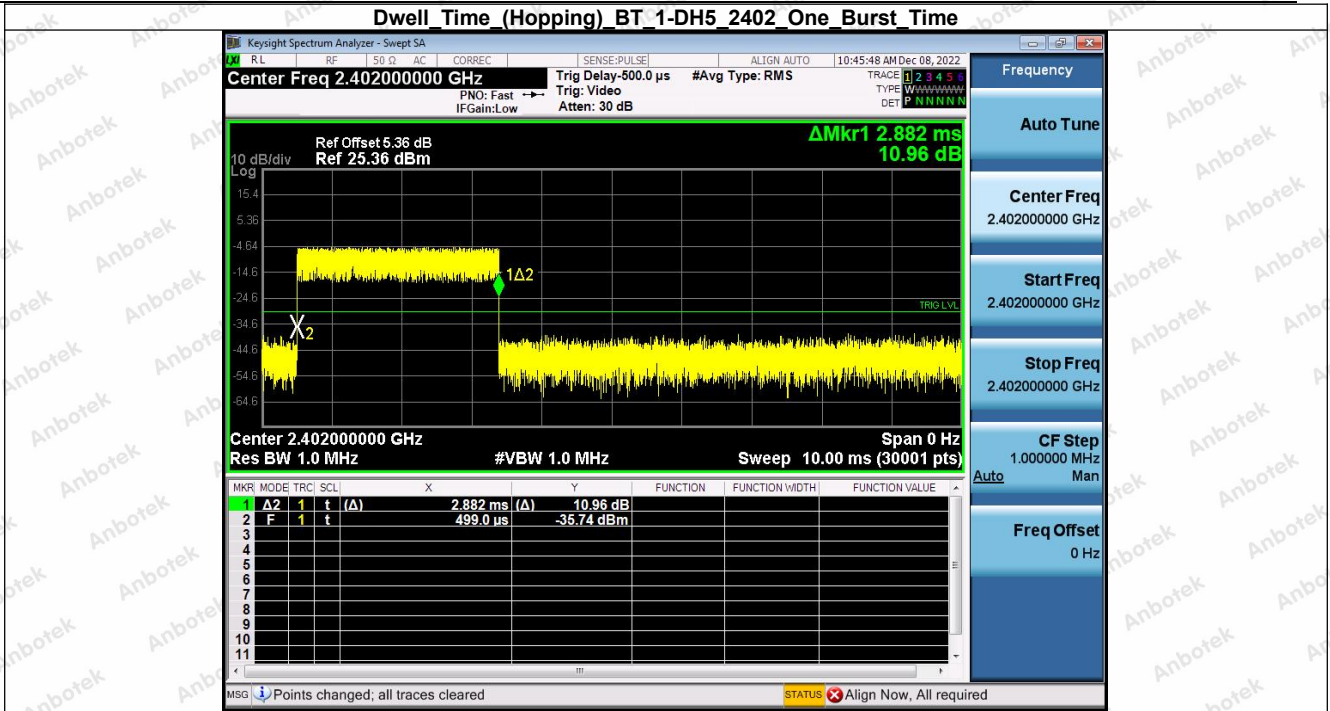 Dwell_Time_(Hopping)_BT_1-DH5_2402_One_Burst_Time
Keysight Spectrum Analyzer - Swept SA
LXI RL RF 50 Ω AC CORREC SENSE:PULSE ALIGN AUTO 10:45:48 AM Dec 08, 2022
Center Freq 2.402000000 GHz
PNO: Fast
IFGain:Low
Trig Delay-500.0 µs
Trig: Video
Atten: 30 dB
#Avg Type: RMS
TRACE 1 2 3 4 5 6
TYPE WWWWWW
DET P N N N N N
Ref Offset 5.36 dB
Ref 25.36 dBm
10 dB/div
Log
ΔMkr1 2.882 ms
10.96 dB
15.4
5.36
-4.64
-14.6
-24.6
-34.6
-44.6
-54.6
-64.6
1Δ2
TRIG LVL
X2
Center 2.402000000 GHz Span 0 Hz
Res BW 1.0 MHz #VBW 1.0 MHz Sweep 10.00 ms (30001 pts)
MKR MODE TRC SCL X Y FUNCTION FUNCTION WIDTH FUNCTION VALUE
1 Δ2 1 t (Δ) 2.882 ms (Δ) 10.96 dB
2 F 1 t 499.0 µs -35.74 dBm
3
4
5
6
7
8
9
10
11
MSG Points changed; all traces cleared STATUS Align Now, All required
Frequency
Auto Tune
Center Freq
2.402000000 GHz
Start Freq
2.402000000 GHz
Stop Freq
2.402000000 GHz
CF Step
1.000000 MHz
Auto Man
Freq Offset
0 Hz
Anbotek